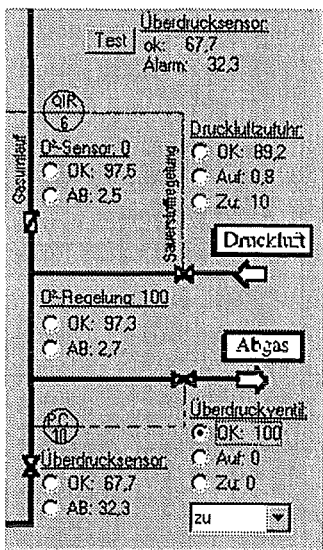 Überdrucksensor:
Test
ok: 67,7
Alarm: 32,3
QIR
6
Gasumlauf
Sauerstoffregelung
O²-Sensor: 0
OK: 97,5
AB: 2,5
Druckluftzufuhr:
OK: 89,2
Auf: 0,8
Zu: 10
Druckluft
O²-Regelung: 100
OK: 97,3
AB: 2,7
Abgas
PC
10
Überdruckventil:
OK: 100
Auf: 0
Zu: 0
Überdrucksensor:
OK: 67,7
AB: 32,3
zu